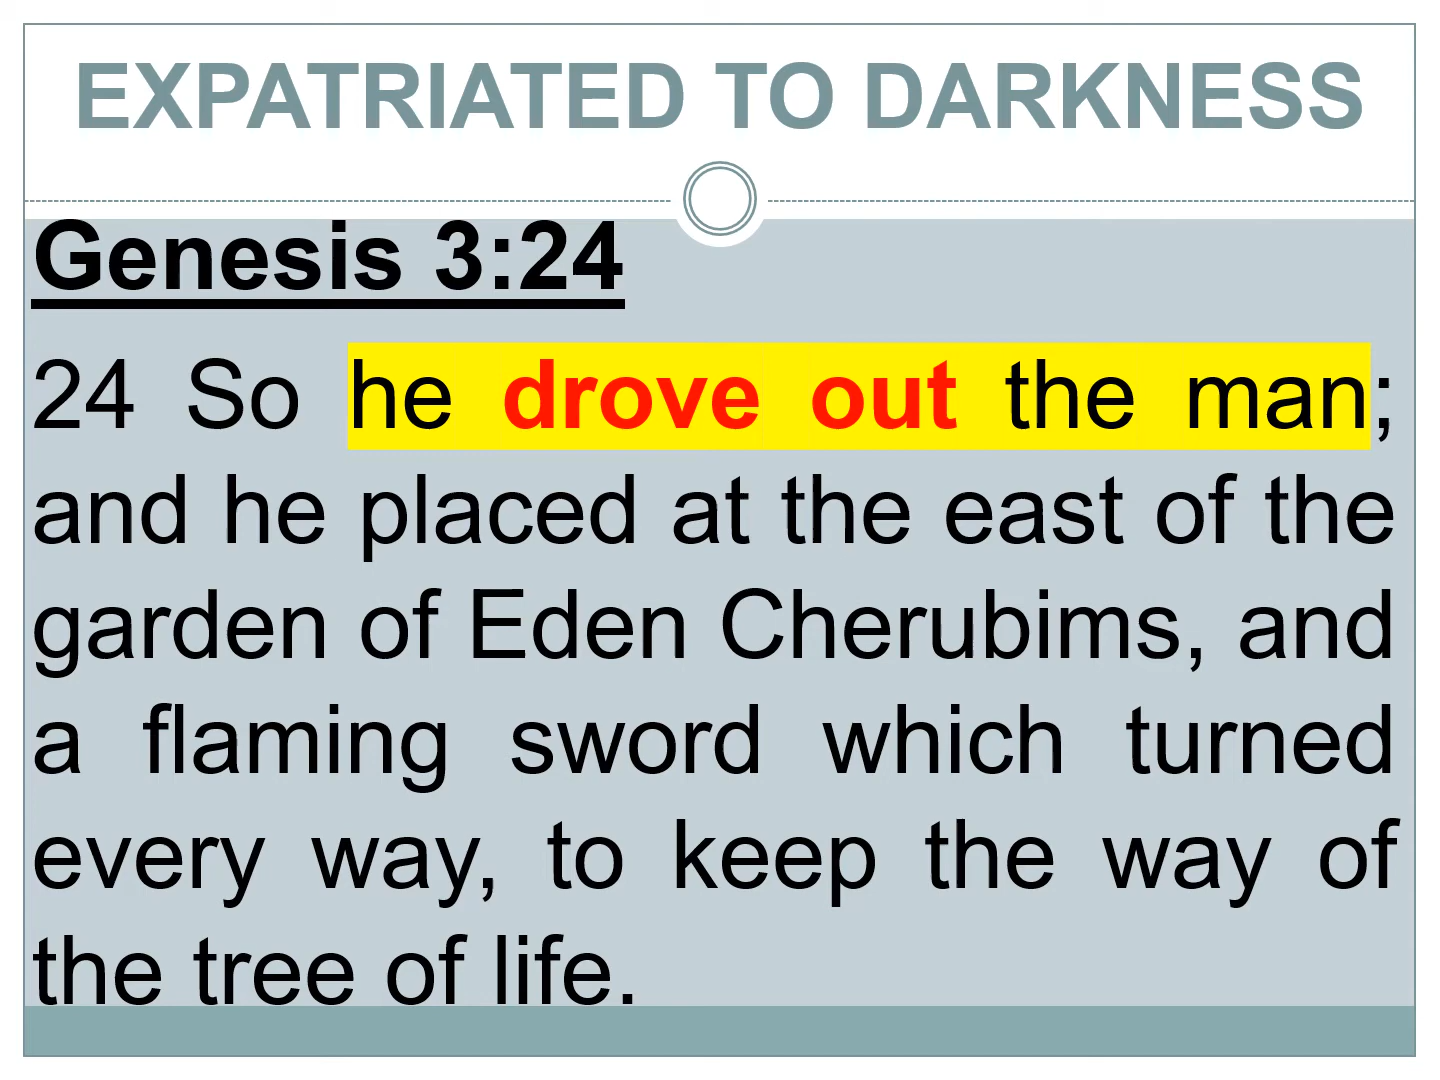 EXPATRIATED TO DARKNESS
Genesis 3:24
24 So he drove out the man;
and he placed at the east of the
garden of Eden Cherubims, and
a flaming sword which turned
every way, to keep the way of
the tree of life.